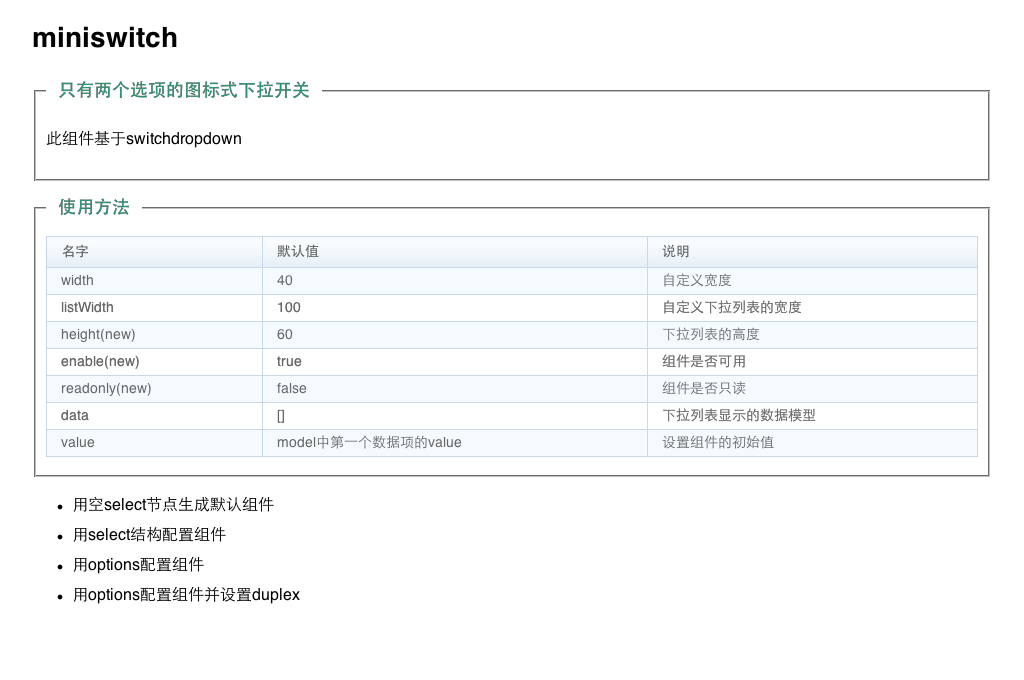 miniswitch
只有两个选项的图标式下拉开关
此组件基于switchdropdown
使用方法
名字 默认值 说明
width 40 自定义宽度
listWidth 100 自定义下拉列表的宽度
height(new) 60 下拉列表的高度
enable(new) true 组件是否可用
readonly(new) false 组件是否只读
data [] 下拉列表显示的数据模型
value model中第一个数据项的value 设置组件的初始值
• 用空select节点生成默认组件
• 用select结构配置组件
• 用options配置组件
• 用options配置组件并设置duplex